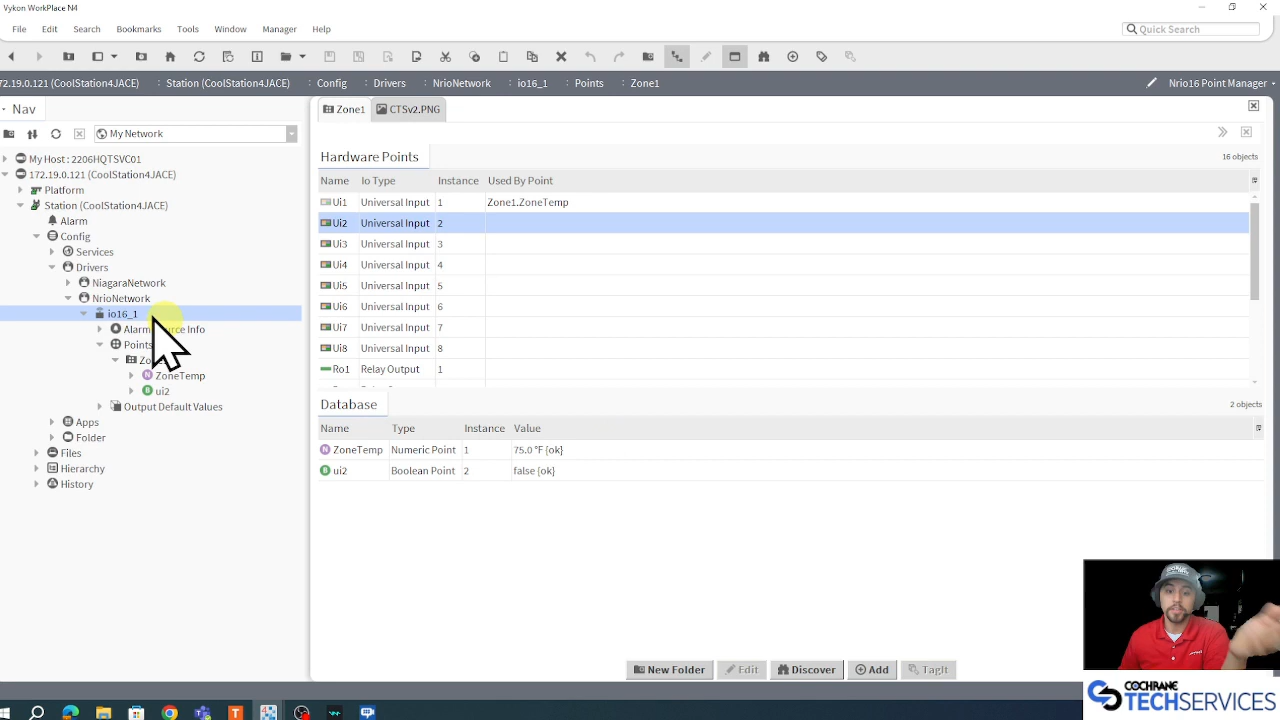 Vykon WorkPlace N4
File Edit Search Bookmarks Tools Window Manager Help
Quick Search
72.19.0.121 (CoolStation4JACE) : Station (CoolStation4JACE) : Config : Drivers : NrioNetwork : io16_1 : Points : Zone1
Nrio16 Point Manager
Nav
My Network
My Host : 2206HQTSVC01
172.19.0.121 (CoolStation4JACE)
Platform
Station (CoolStation4JACE)
Alarm
Config
Services
Drivers
NiagaraNetwork
NrioNetwork
io16_1
Alarm Source Info
Points
ZoneTemp
ui2
Output Default Values
Apps
Folder
Files
Hierarchy
History
Zone1 CTSv2.PNG
Hardware Points
16 objects
Name Io Type Instance Used By Point
Ui1 Universal Input 1 Zone1.ZoneTemp
Ui2 Universal Input 2
Ui3 Universal Input 3
Ui4 Universal Input 4
Ui5 Universal Input 5
Ui6 Universal Input 6
Ui7 Universal Input 7
Ui8 Universal Input 8
Ro1 Relay Output 1
Database
2 objects
Name Type Instance Value
ZoneTemp Numeric Point 1 75.0 °F {ok}
ui2 Boolean Point 2 false {ok}
New Folder Edit Discover Add TagIt
COCHRANE
TECHSERVICES